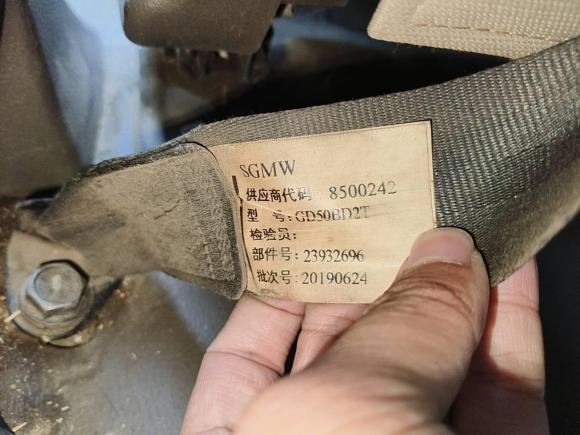 SGMW
供应商代码 8500242
型 号:GD50BD2T
检验员:
部件号:23932696
批次号:20190624